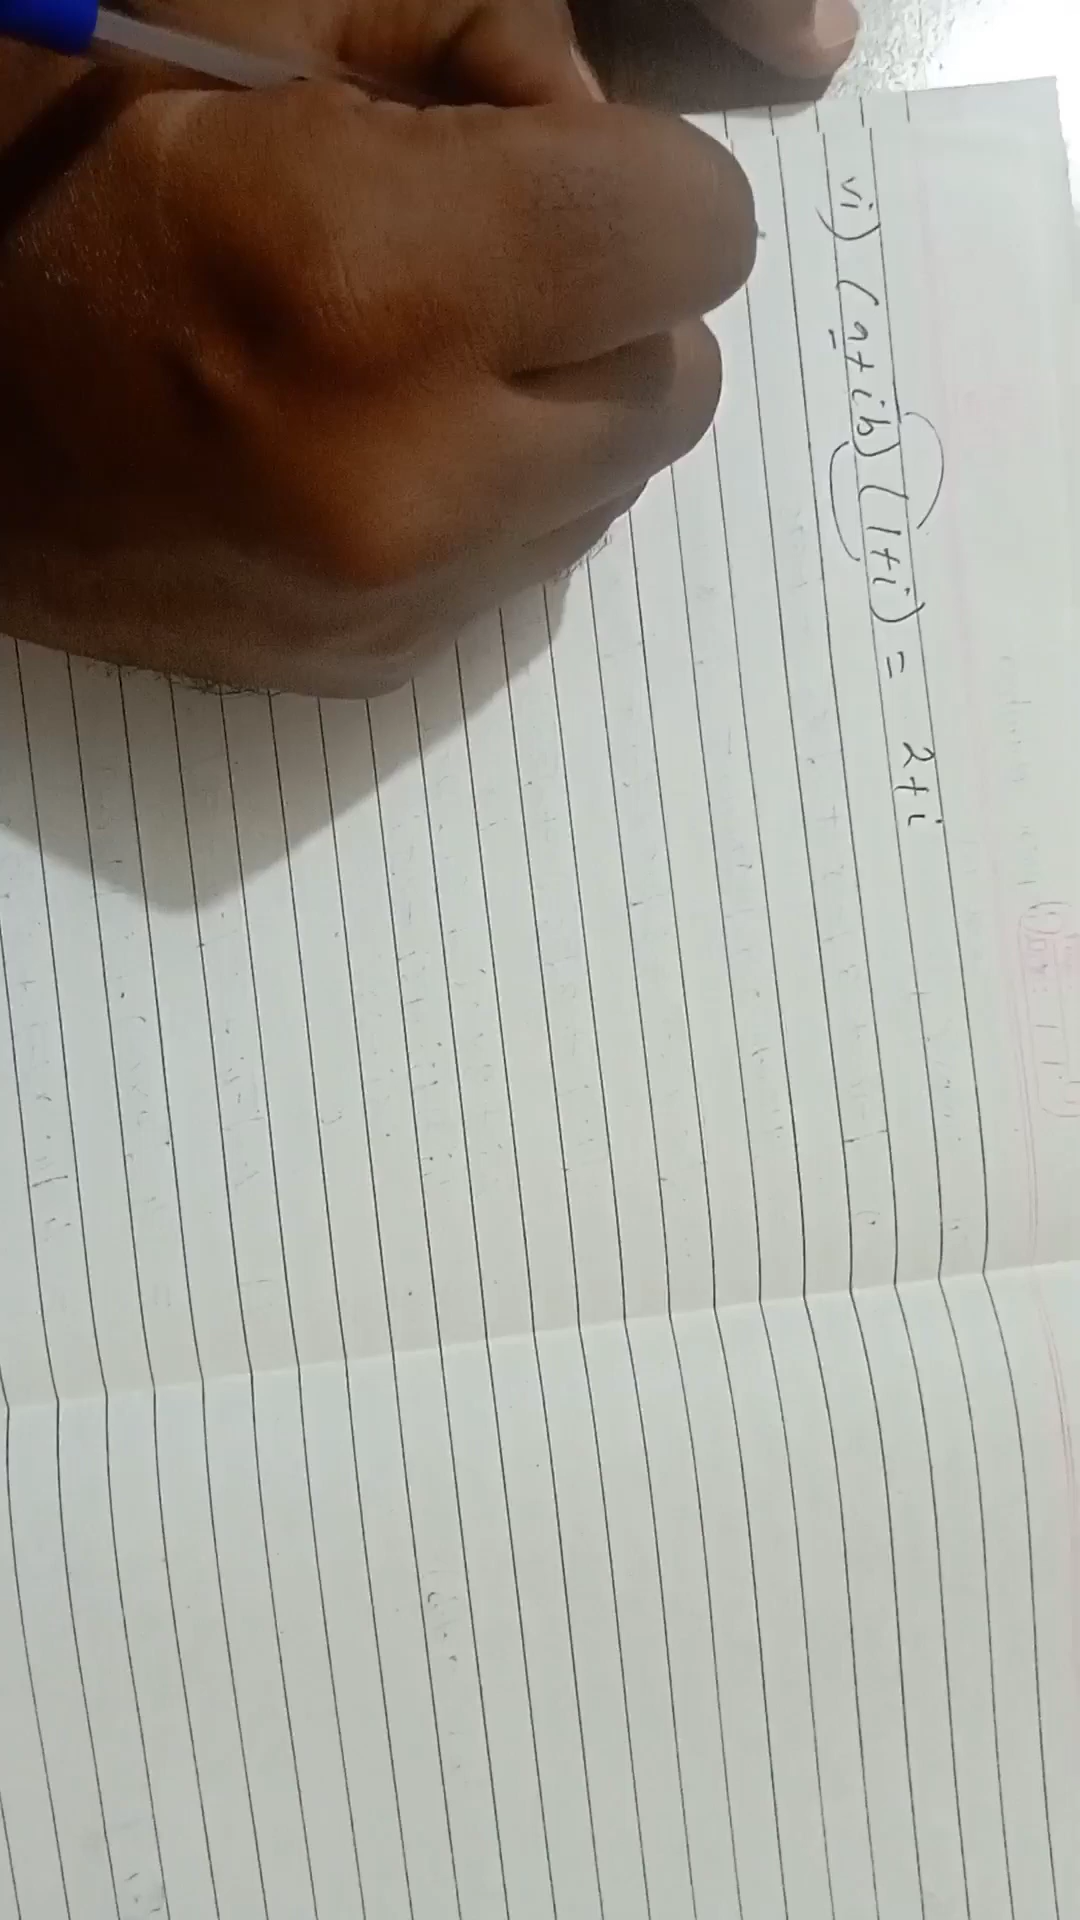 vi) (a+ib)(1+i) = 2+i